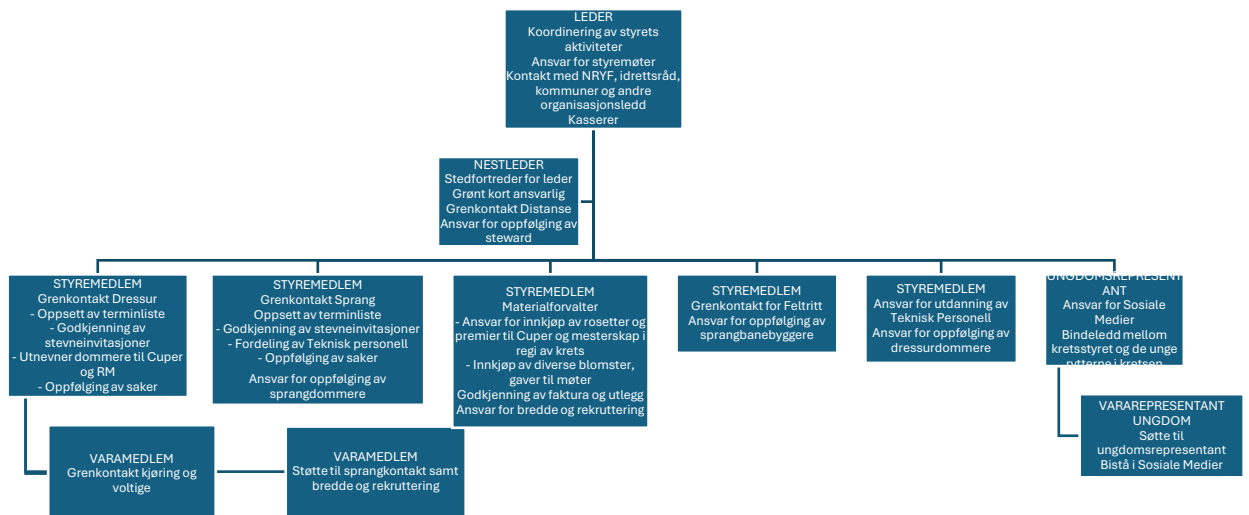 LEDER
Koordinering av styrets
aktiviteter
Ansvar for styremøter
Kontakt med NRYF, idrettsråd,
kommuner og andre
organisasjonsledd
Kasserer
NESTLEDER
Stedfortreder for leder
Grønt kort ansvarlig
Grenkontakt Distanse
Ansvar for oppfølging av
steward
STYREMEDLEM
Grenkontakt Dressur
- Oppsett av terminliste
- Godkjenning av
stevneinvitasjoner
- Utnevner dommere til Cuper
og RM
- Oppfølging av saker
STYREMEDLEM
Grenkontakt Sprang
Oppsett av terminliste
- Godkjenning av stevneinvitasjoner
- Fordeling av Teknisk personell
- Oppfølging av saker
Ansvar for oppfølging av
sprangdommere
STYREMEDLEM
Materialforvalter
- Ansvar for innkjøp av rosetter og
premier til Cuper og mesterskap i
regi av krets
- Innkjøp av diverse blomster,
gaver til møter
Godkjenning av faktura og utlegg
Ansvar for bredde og rekruttering
STYREMEDLEM
Grenkontakt for Feltritt
Ansvar for oppfølging av
sprangbanebyggere
STYREMEDLEM
Ansvar for utdanning av
Teknisk Personell
Ansvar for oppfølging av
dressurdommere
UNGDOMSREPRESENT
ANT
Ansvar for Sosiale
Medier
Bindeledd mellom
kretsstyret og de unge
rytterne i kretsen
VARAMEDLEM
Grenkontakt kjøring og
voltige
VARAMEDLEM
Støtte til sprangkontakt samt
bredde og rekruttering
VARAREPRESENTANT
UNGDOM
Søtte til
ungdomsrepresentant
Bistå i Sosiale Medier